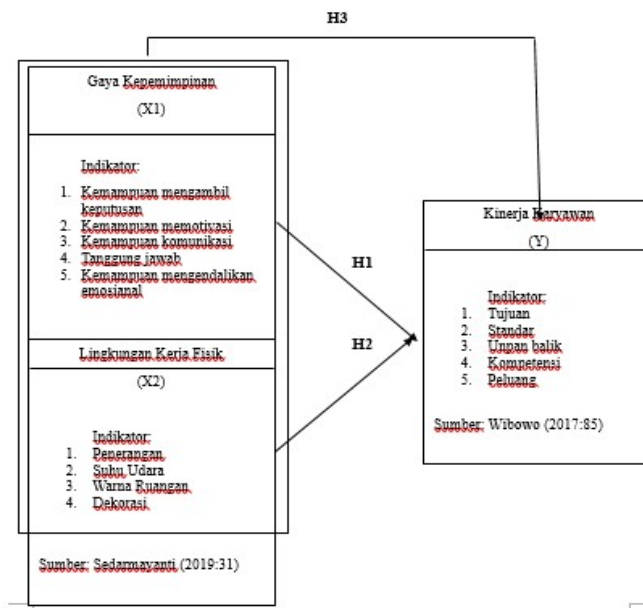 H3
Gaya Kepemimpinan
(X1)
Indikator:
1. Kemampuan mengambil
keputusan
2. Kemampuan memotivasi
3. Kemampuan komunikasi
4. Tanggung jawab
5. Kemampuan mengendalikan
emosianal
Lingkungan Kerja Fisik
(X2)
Indikator:
1. Penerangan
2. Suhu Udara
3. Warna Ruangan
4. Dekorasi
Sumber: Sedarmayanti (2019:31)
H1
H2
Kinerja Karyawan
(Y)
Indikator:
1. Tujuan
2. Standar
3. Unpan balik
4. Kompetensi
5. Peluang
Sumber: Wibowo (2017:85)